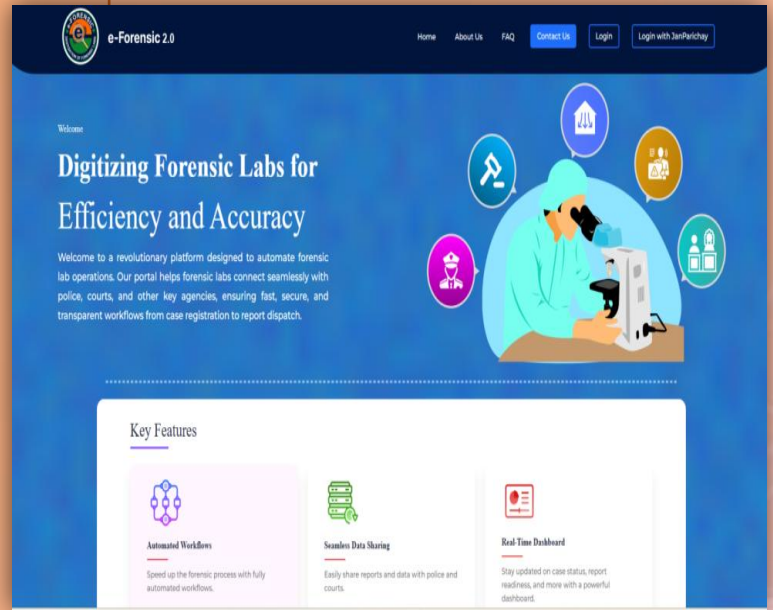 e-Forensic 2.0
Home About Us FAQ Contact Us Login Login with JanParichay
Welcome
Digitizing Forensic Labs for
Efficiency and Accuracy
Welcome to a revolutionary platform designed to automate forensic
lab operations. Our portal helps forensic labs connect seamlessly with
police, courts, and other key agencies, ensuring fast, secure, and
transparent workflows from case registration to report dispatch.
Key Features
Automated Workflows
Speed up the forensic process with fully
automated workflows.
Seamless Data Sharing
Easily share reports and data with police and
courts.
Real-Time Dashboard
Stay updated on case status, report
readiness, and more with a powerful
dashboard.